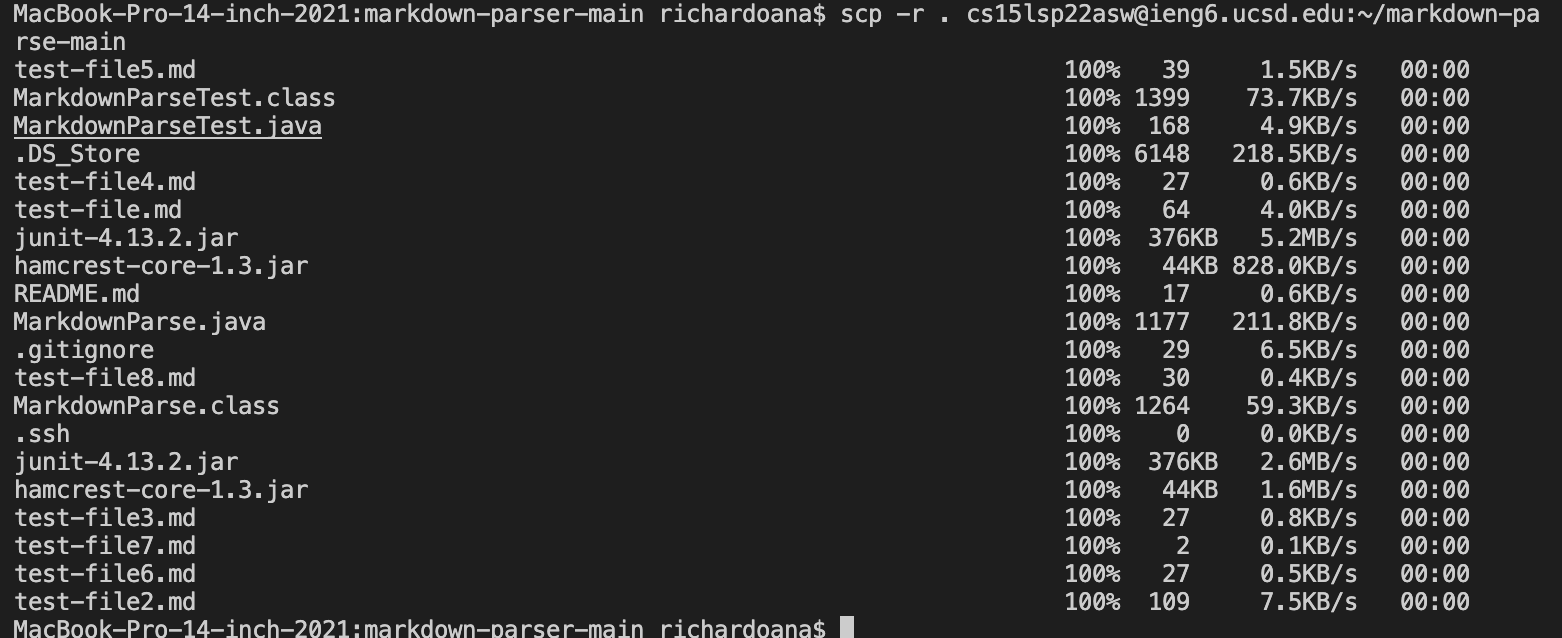 MacBook-Pro-14-inch-2021:markdown-parser-main richardoana$ scp -r . cs15lsp22asw@ieng6.ucsd.edu:~/markdown-pa
rse-main
test-file5.md 100% 39 1.5KB/s 00:00
MarkdownParseTest.class 100% 1399 73.7KB/s 00:00
MarkdownParseTest.java 100% 168 4.9KB/s 00:00
.DS_Store 100% 6148 218.5KB/s 00:00
test-file4.md 100% 27 0.6KB/s 00:00
test-file.md 100% 64 4.0KB/s 00:00
junit-4.13.2.jar 100% 376KB 5.2MB/s 00:00
hamcrest-core-1.3.jar 100% 44KB 828.0KB/s 00:00
README.md 100% 17 0.6KB/s 00:00
MarkdownParse.java 100% 1177 211.8KB/s 00:00
.gitignore 100% 29 6.5KB/s 00:00
test-file8.md 100% 30 0.4KB/s 00:00
MarkdownParse.class 100% 1264 59.3KB/s 00:00
.ssh 100% 0 0.0KB/s 00:00
junit-4.13.2.jar 100% 376KB 2.6MB/s 00:00
hamcrest-core-1.3.jar 100% 44KB 1.6MB/s 00:00
test-file3.md 100% 27 0.8KB/s 00:00
test-file7.md 100% 2 0.1KB/s 00:00
test-file6.md 100% 27 0.5KB/s 00:00
test-file2.md 100% 109 7.5KB/s 00:00
MacBook-Pro-14-inch-2021:markdown-parser-main richardoana$